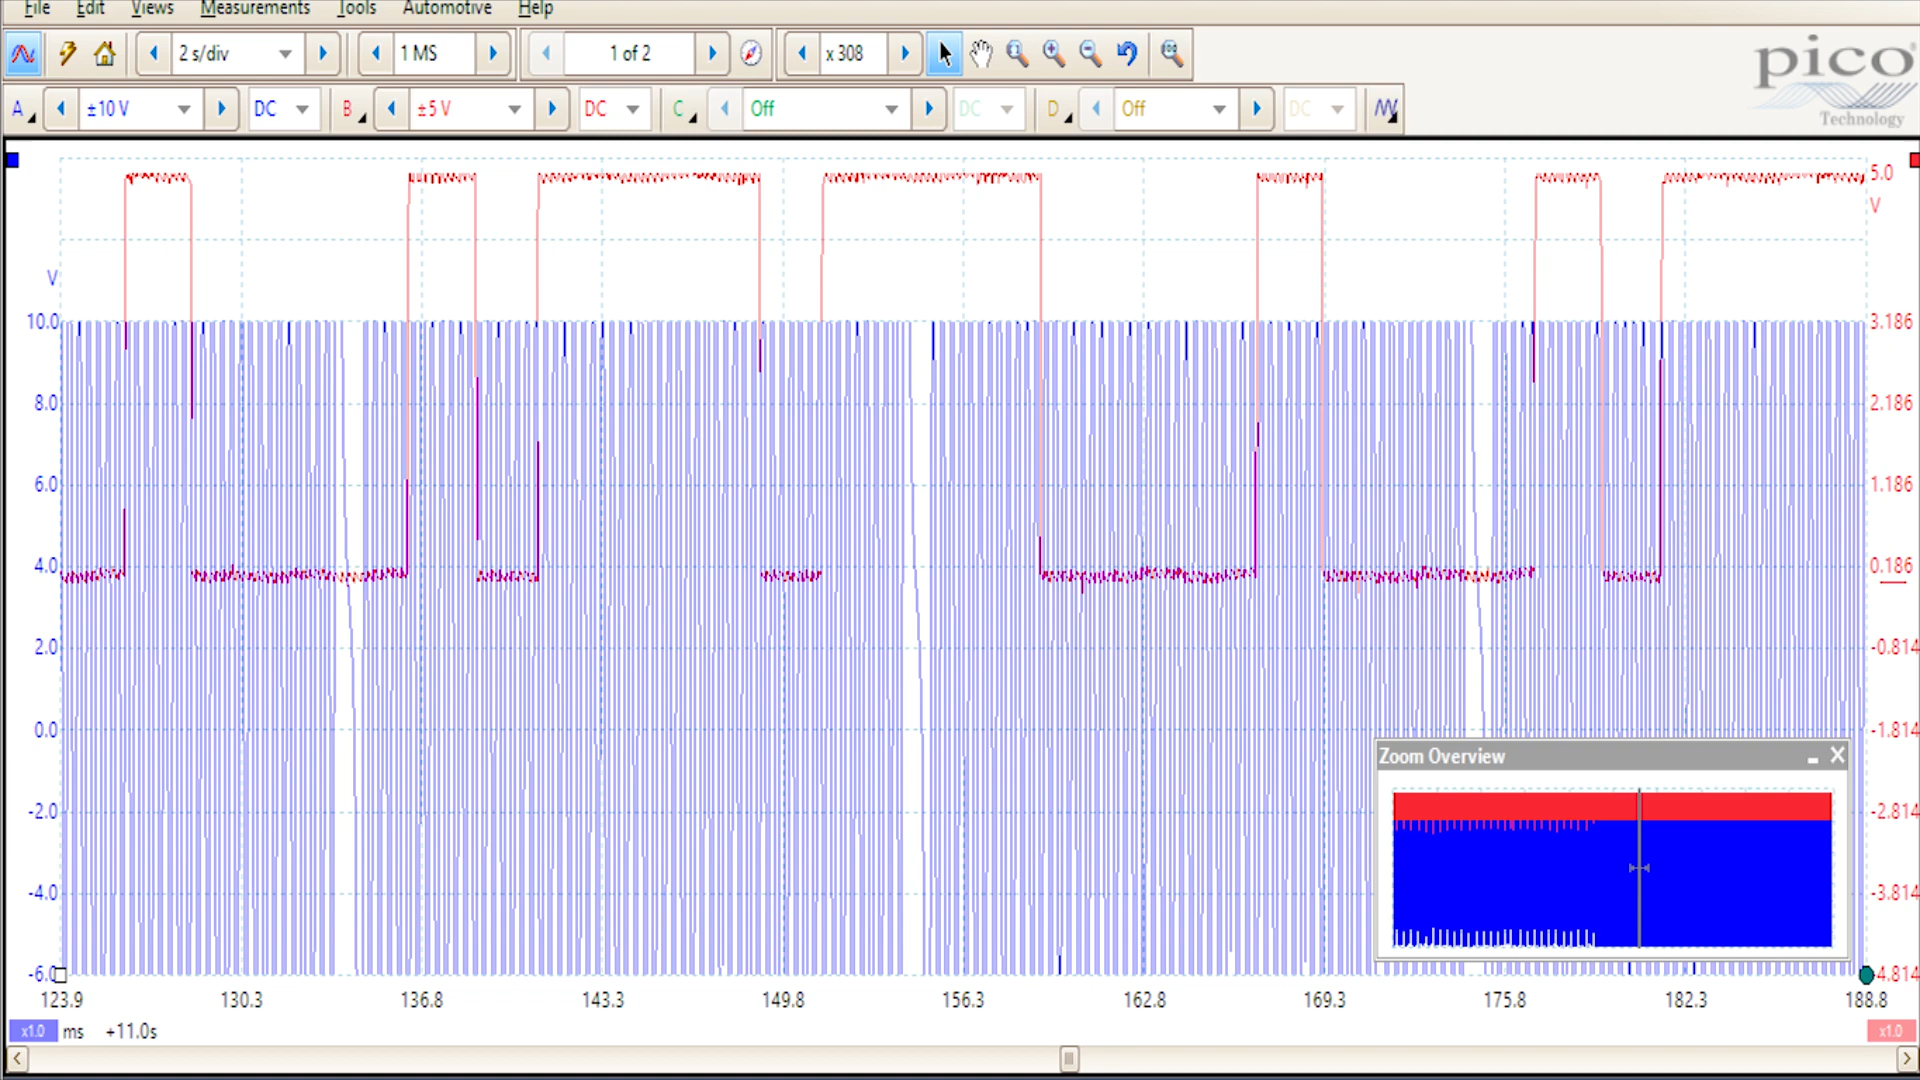 File Edit Views Measurements Tools Automotive Help
2 s/div 1 MS 1 of 2 x 308
pico
Technology
A ±10 V DC B ±5 V DC C Off DC D Off DC
5.0
V
V
10.0 3.186
8.0 2.186
6.0 1.186
4.0 0.186
2.0 -0.814
0.0 -1.814
Zoom Overview
-2.0 -2.814
-4.0 -3.814
-6.0 -4.814
123.9 130.3 136.8 143.3 149.8 156.3 162.8 169.3 175.8 182.3 188.8
x1.0 ms +11.0s x1.0